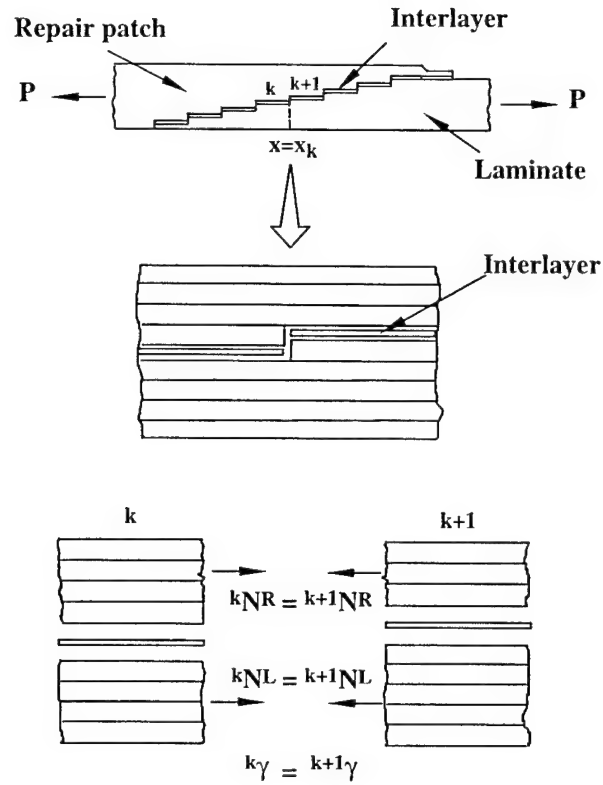 Repair patch
Interlayer
P
k
k+1
P
x=xk
Laminate
Interlayer
k
k+1
kNR = k+1NR
kNL = k+1NL
kγ = k+1γ